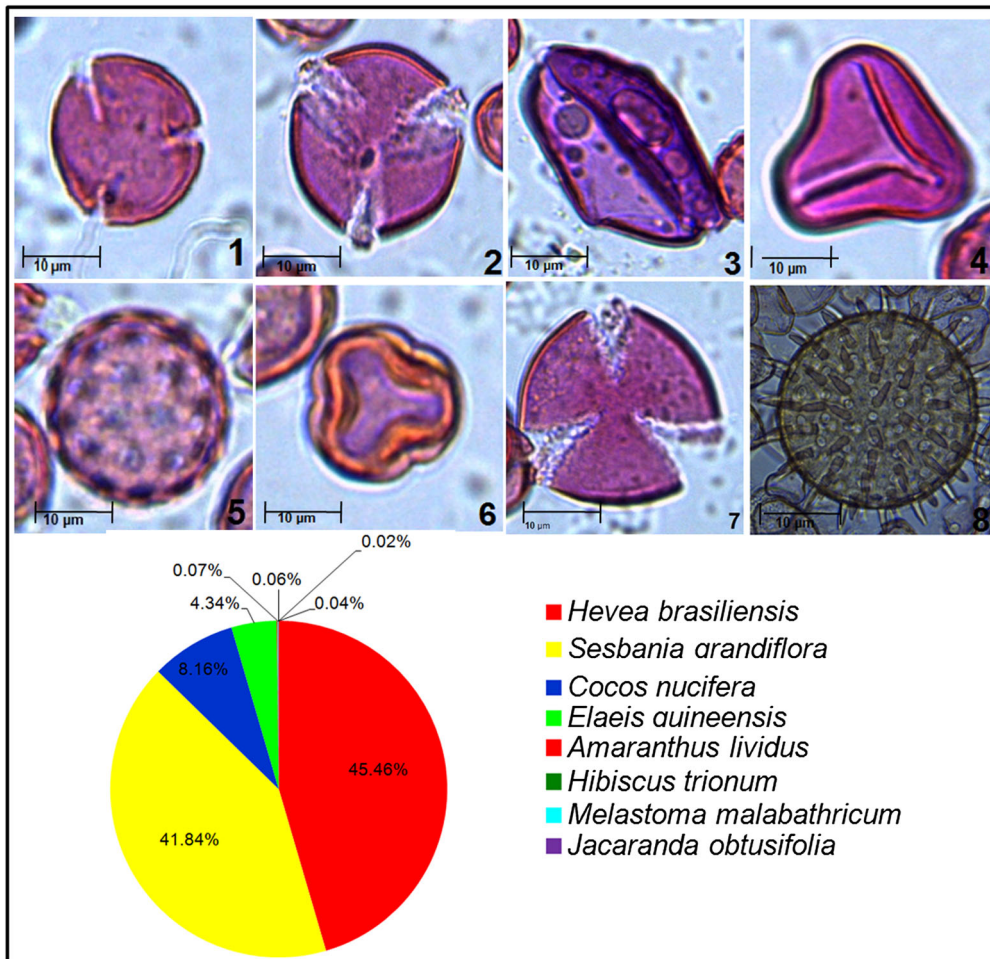 10 µm 1
10 µm 2
10 µm 3
10 µm 4
10 µm 5
10 µm 6
10 µm 7
10 µm 8
0.02%
0.07% 0.06%
4.34% 0.04%
8.16%
45.46%
41.84%
Hevea brasiliensis
Sesbania arandiflora
Cocos nucifera
Elaeis auineensis
Amaranthus lividus
Hibiscus trionum
Melastoma malabathricum
Jacaranda obtusifolia